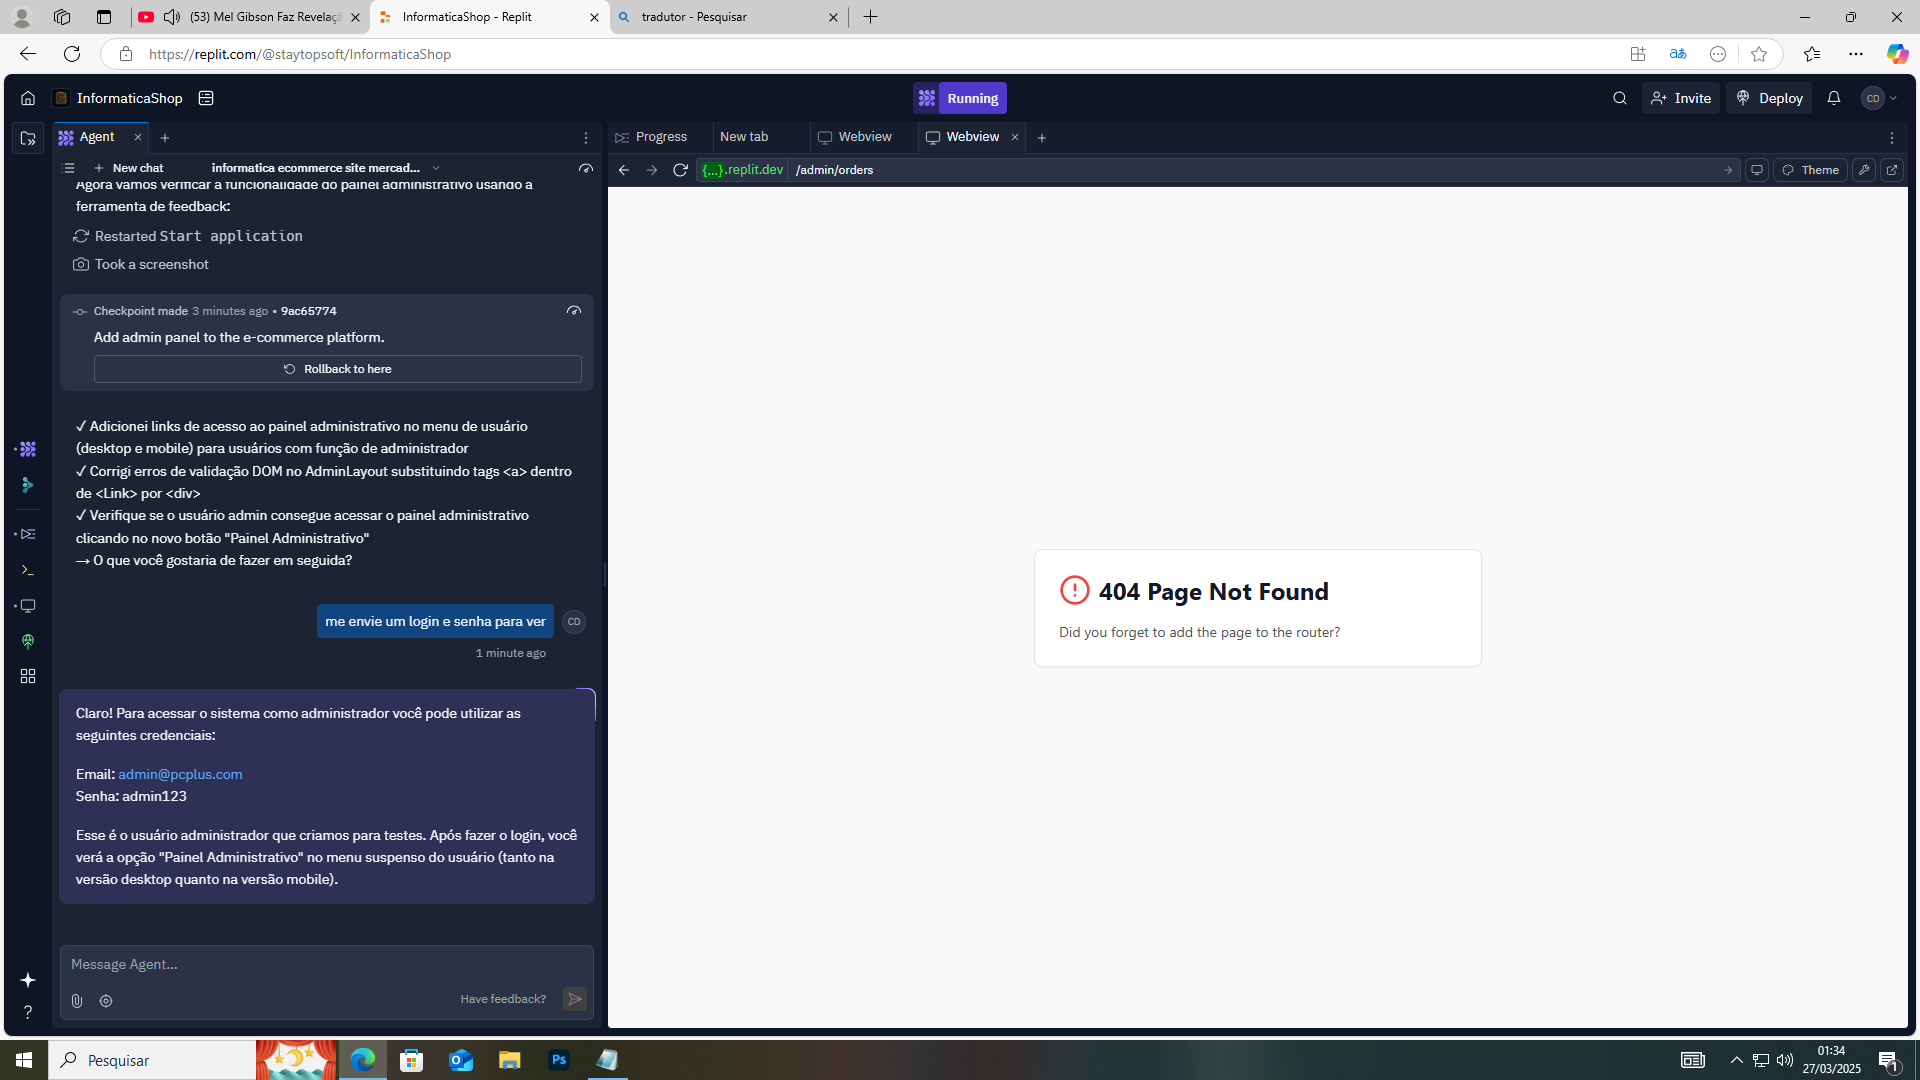 (53) Mel Gibson Faz Revelaçã
InformaticaShop - Replit
tradutor - Pesquisar
https://replit.com/@staytopsoft/InformaticaShop
InformaticaShop
Running
Invite
Deploy
CD
Agent
Progress
New tab
Webview
Webview
New chat
informatica ecommerce site mercad...
{...}.replit.dev
/admin/orders
Theme
Agora vamos verificar a funcionalidade do painel administrativo usando a
ferramenta de feedback:
Restarted Start application
Took a screenshot
Checkpoint made 3 minutes ago • 9ac65774
Add admin panel to the e-commerce platform.
Rollback to here
✓ Adicionei links de acesso ao painel administrativo no menu de usuário
(desktop e mobile) para usuários com função de administrador
✓ Corrigi erros de validação DOM no AdminLayout substituindo tags <a> dentro
de <Link> por <div>
✓ Verifique se o usuário admin consegue acessar o painel administrativo
clicando no novo botão "Painel Administrativo"
→ O que você gostaria de fazer em seguida?
me envie um login e senha para ver
CD
1 minute ago
Claro! Para acessar o sistema como administrador você pode utilizar as
seguintes credenciais:
Email: admin@pcplus.com
Senha: admin123
Esse é o usuário administrador que criamos para testes. Após fazer o login, você
verá a opção "Painel Administrativo" no menu suspenso do usuário (tanto na
versão desktop quanto na versão mobile).
Message Agent...
Have feedback?
404 Page Not Found
Did you forget to add the page to the router?
Pesquisar
Ps
01:34
27/03/2025
1